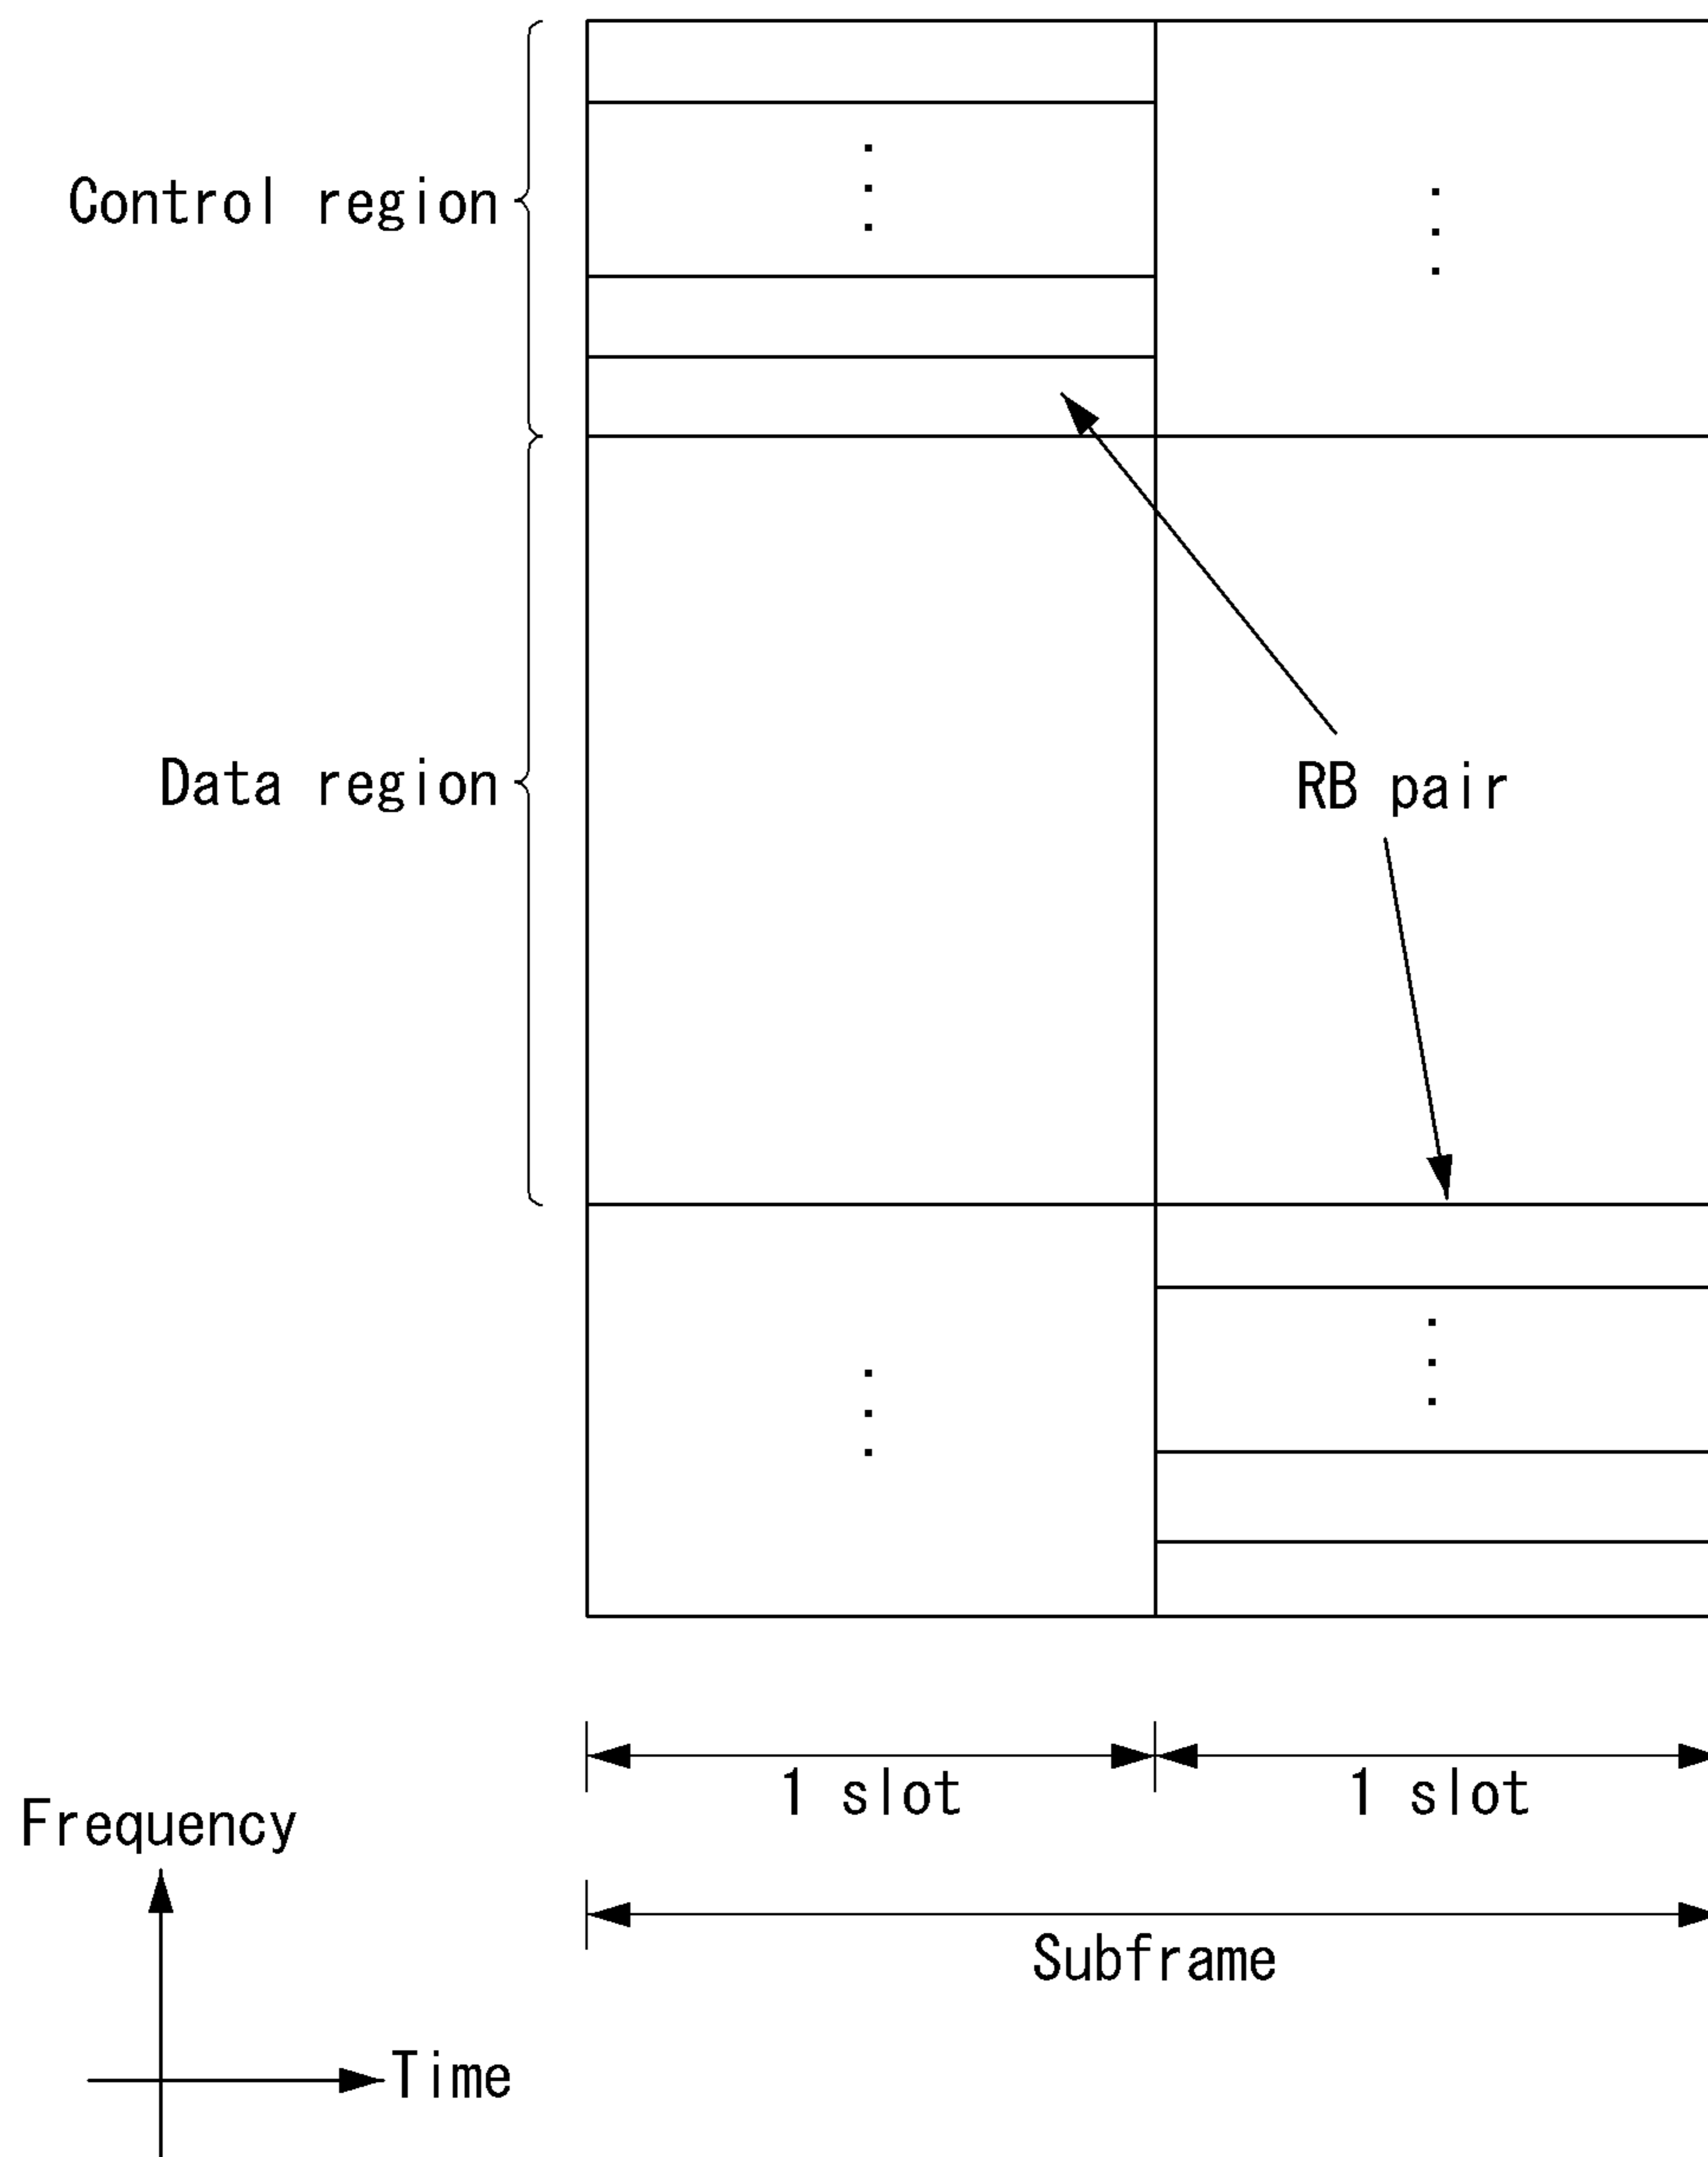 Control region
Data region
RB pair
1 slot
1 slot
Frequency
Subframe
Time